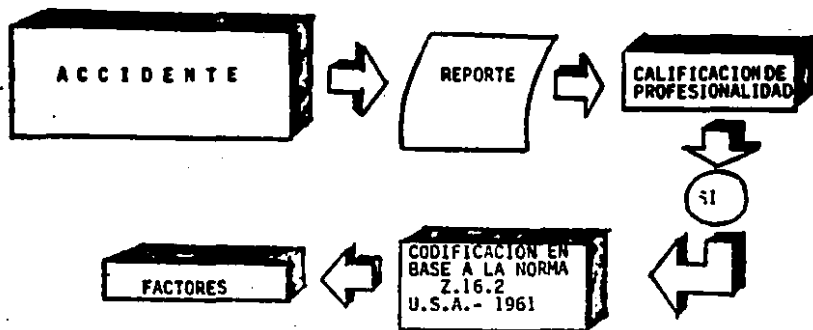 ACCIDENTE
REPORTE
CALIFICACION DE
PROFESIONALIDAD
SI
CODIFICACION EN
BASE A LA NORMA
Z.16.2
U.S.A.- 1961
FACTORES